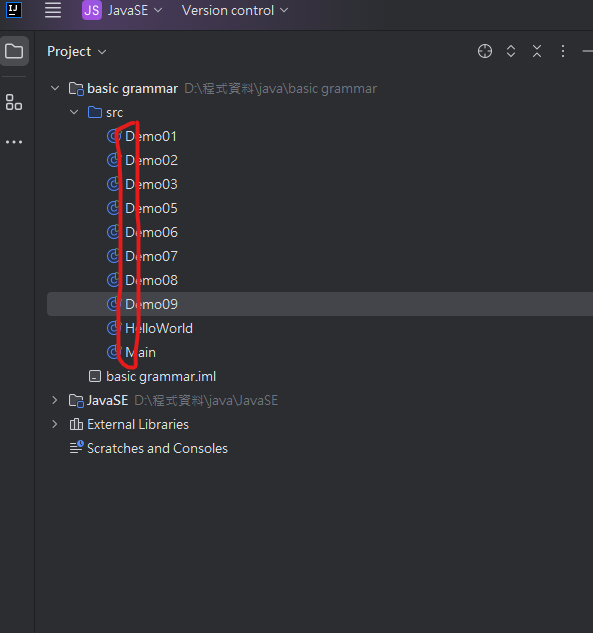 IJ
JS JavaSE Version control
Project
basic grammar D:\程式資料\java\basic grammar
src
Demo01
Demo02
Demo03
Demo05
Demo06
Demo07
Demo08
Demo09
HelloWorld
Main
basic grammar.iml
JavaSE D:\程式資料\java\JavaSE
External Libraries
Scratches and Consoles